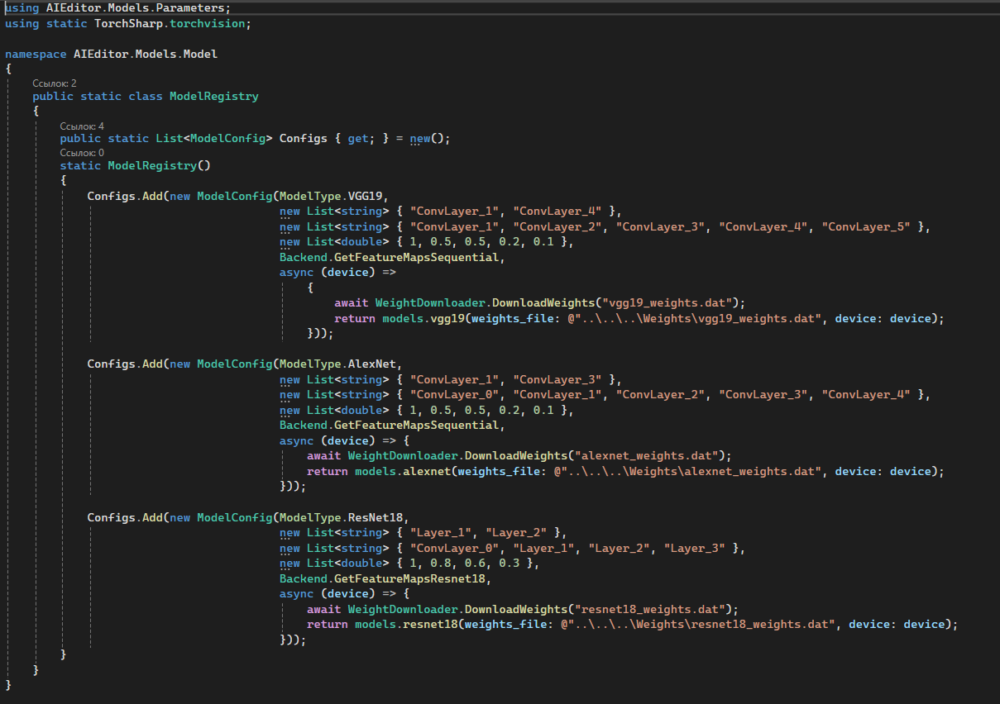 using AIEditor.Models.Parameters;
using static TorchSharp.torchvision;
namespace AIEditor.Models.Model
{
Ссылок: 2
public static class ModelRegistry
{
Ссылок: 4
public static List<ModelConfig> Configs { get; } = new();
Ссылок: 0
static ModelRegistry()
{
Configs.Add(new ModelConfig(ModelType.VGG19,
new List<string> { "ConvLayer_1", "ConvLayer_4" },
new List<string> { "ConvLayer_1", "ConvLayer_2", "ConvLayer_3", "ConvLayer_4", "ConvLayer_5" },
new List<double> { 1, 0.5, 0.5, 0.2, 0.1 },
Backend.GetFeatureMapsSequential,
async (device) =>
{
await WeightDownloader.DownloadWeights("vgg19_weights.dat");
return models.vgg19(weights_file: @"..\..\..\Weights\vgg19_weights.dat", device: device);
}));
Configs.Add(new ModelConfig(ModelType.AlexNet,
new List<string> { "ConvLayer_1", "ConvLayer_3" },
new List<string> { "ConvLayer_0", "ConvLayer_1", "ConvLayer_2", "ConvLayer_3", "ConvLayer_4" },
new List<double> { 1, 0.5, 0.5, 0.2, 0.1 },
Backend.GetFeatureMapsSequential,
async (device) => {
await WeightDownloader.DownloadWeights("alexnet_weights.dat");
return models.alexnet(weights_file: @"..\..\..\Weights\alexnet_weights.dat", device: device);
}));
Configs.Add(new ModelConfig(ModelType.ResNet18,
new List<string> { "Layer_1", "Layer_2" },
new List<string> { "ConvLayer_0", "Layer_1", "Layer_2", "Layer_3" },
new List<double> { 1, 0.8, 0.6, 0.3 },
Backend.GetFeatureMapsResnet18,
async (device) => {
await WeightDownloader.DownloadWeights("resnet18_weights.dat");
return models.resnet18(weights_file: @"..\..\..\Weights\resnet18_weights.dat", device: device);
}));
}
}
}